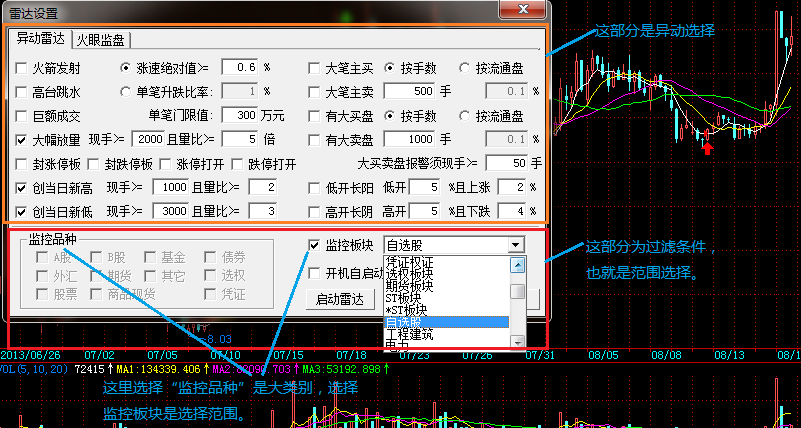 雷达设置
异动雷达 火眼监盘
火箭发射 涨速绝对值>= 0.6 % 大笔主买 按手数 按流通盘
高台跳水 单笔升跌比率: 1 % 大笔主卖 500 手 0.1 %
巨额成交 单笔门限值: 300 万元 有大买盘 按手数 按流通盘
大幅放量 现手>= 2000 且量比>= 5 倍 有大卖盘 1000 手 0.1 %
封涨停板 封跌停板 涨停打开 跌停打开 大买卖盘报警须现手>= 50 手
创当日新高 现手>= 1000 且量比>= 2 低开长阳 低开 5 %且上涨 2 %
创当日新低 现手>= 3000 且量比>= 3 高开长阴 高开 5 %且下跌 4 %
监控品种 监控板块 自选股
A股 B股 基金 债券
外汇 期货 其它 选权
股票 商品现货 凭证
开机自启动
启动雷达
凭证权证
选权板块
期货板块
ST板块
*ST板块
自选股
工程建筑
电力
这部分是异动选择
这部分为过滤条件，
也就是范围选择。
8.03
2013/06/26 07/02 07/05 07/10 07/15 07/18 07/23 07/26 07/31 08/05 08/08 08/13 08/1
VOL(5,10,20) 72415↑ MA1:134339.406↑ MA3:53192.898↑
这里选择“监控品种”是大类别，选择
监控板块是选择范围。